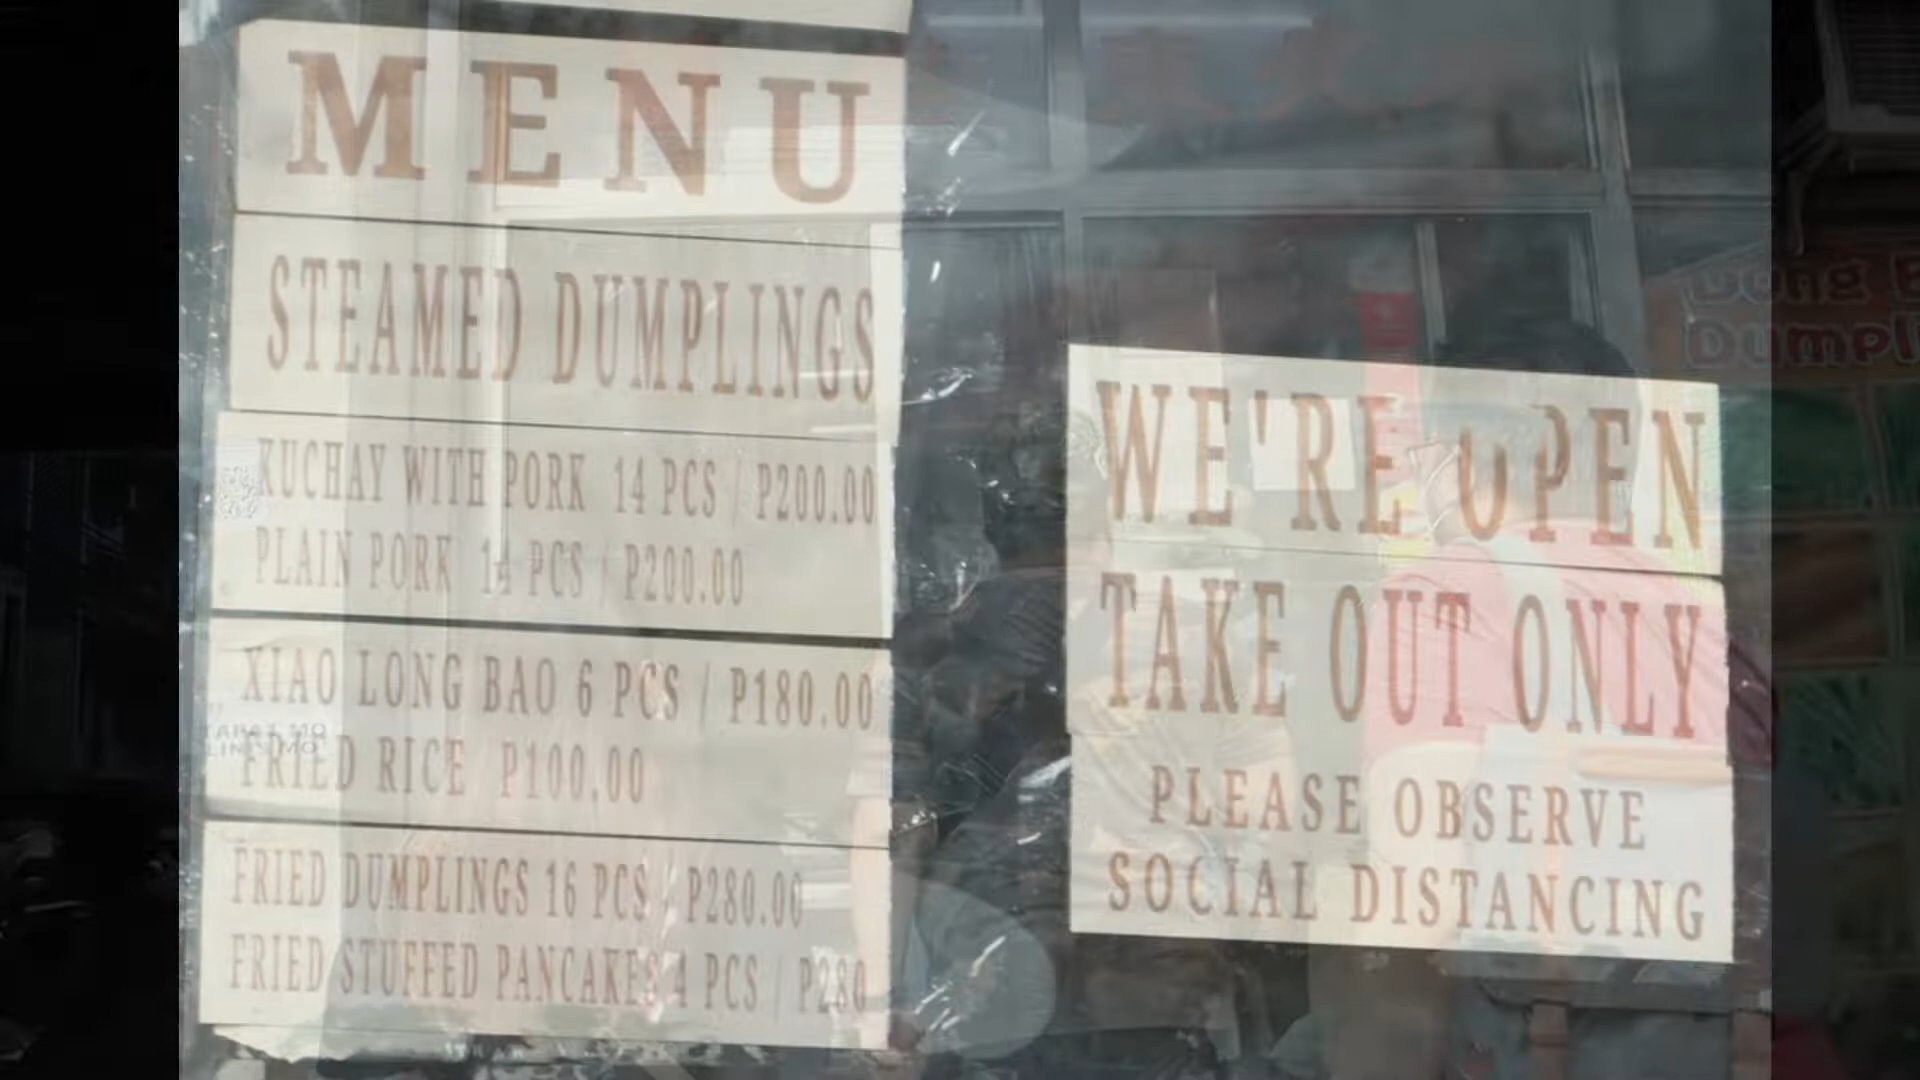 MENU
STEAMED DUMPLINGS
KUCHAY WITH PORK 14 PCS / P200.00
PLAIN PORK 14 PCS / P200.00
XIAO LONG BAO 6 PCS / P180.00
FRIED RICE P100.00
FRIED DUMPLINGS 16 PCS / P280.00
FRIED STUFFED PANCAKES 4 PCS / P280
WE'RE OPEN
TAKE OUT ONLY
PLEASE OBSERVE
SOCIAL DISTANCING
Dumpl